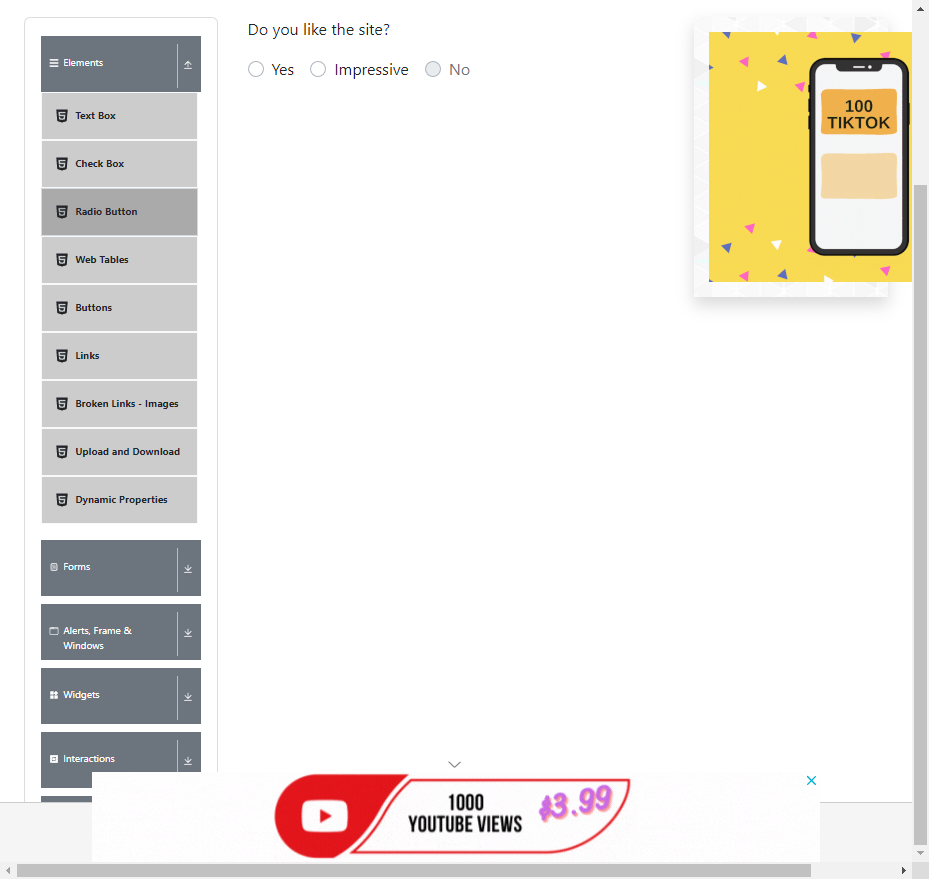 Elements
Text Box
Check Box
Radio Button
Web Tables
Buttons
Links
Broken Links - Images
Upload and Download
Dynamic Properties
Forms
Alerts, Frame &
Windows
Widgets
Interactions
Do you like the site?
Yes Impressive No
100
TIKTOK
1000
YOUTUBE VIEWS
$3.99